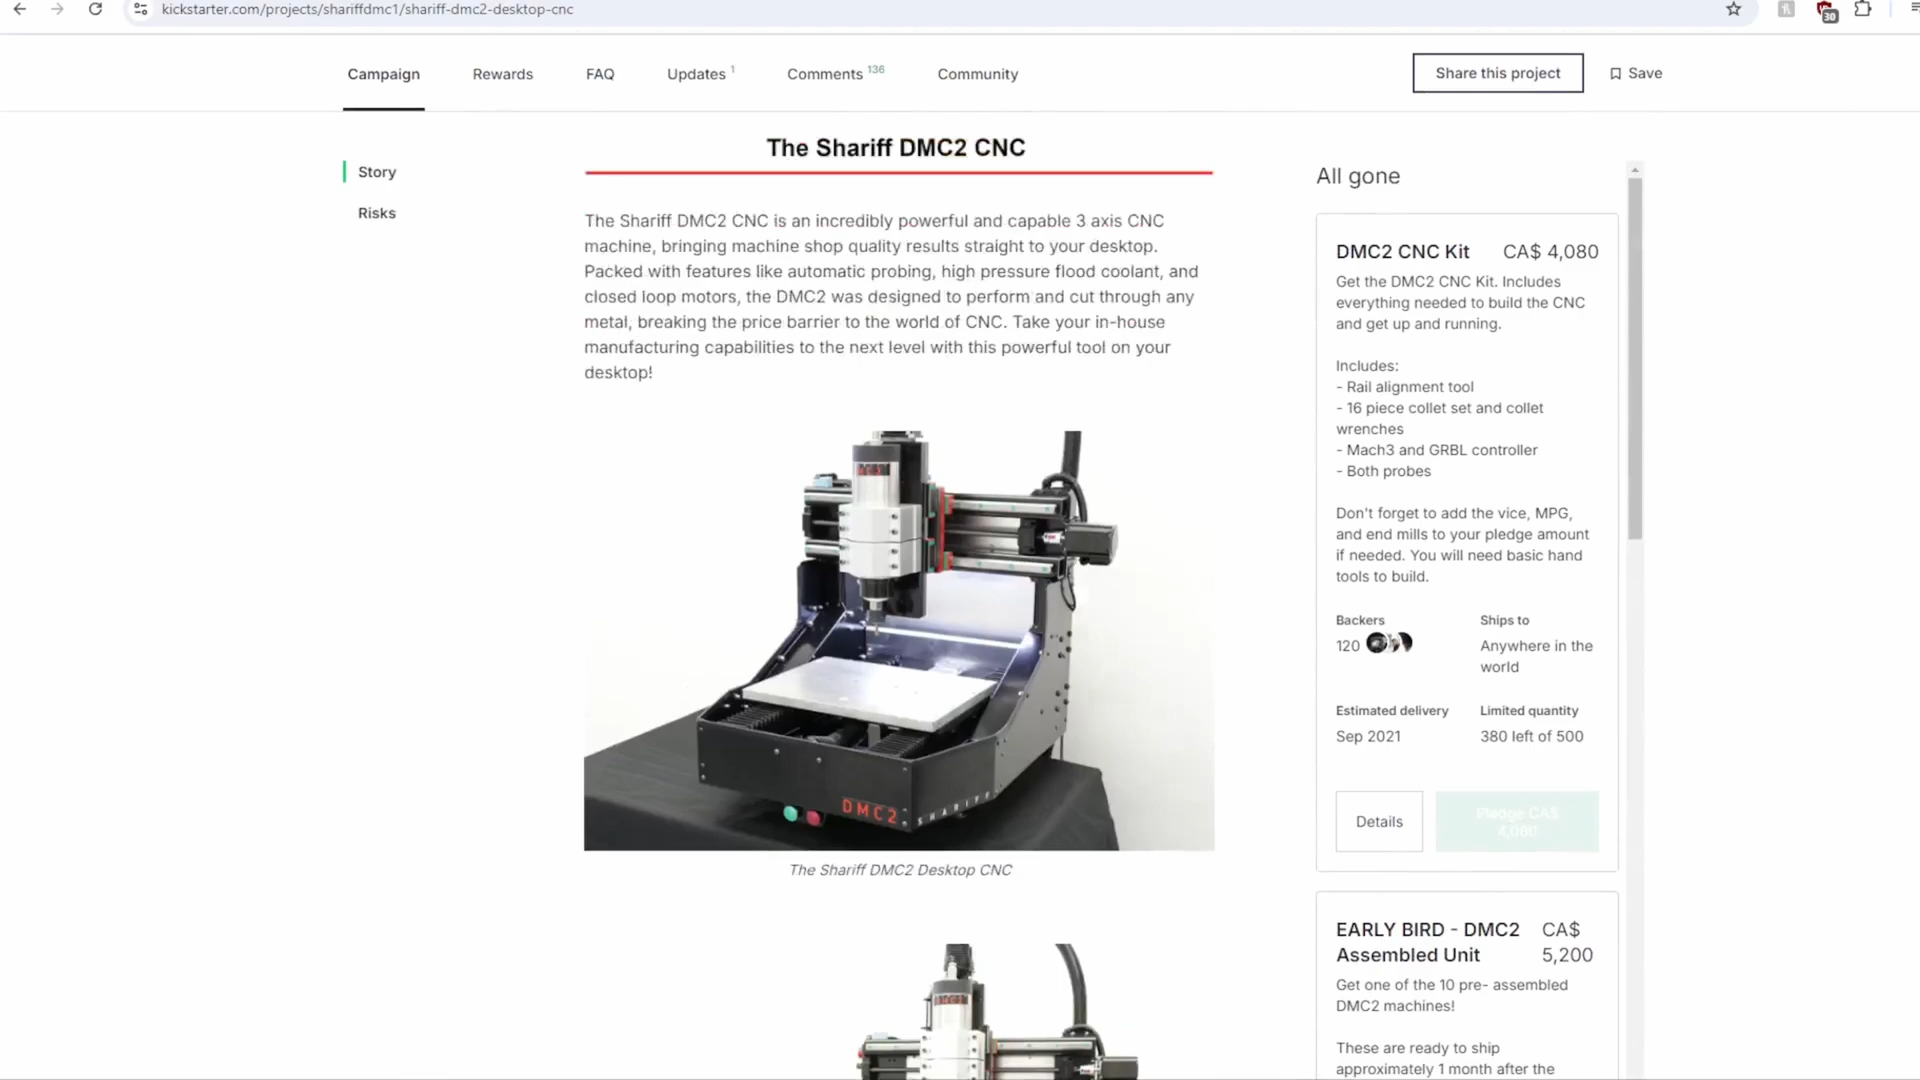 kickstarter.com/projects/shariffdmc1/shariff-dmc2-desktop-cnc
30
Campaign
Rewards
FAQ
Updates 1
Comments 136
Community
Share this project
Save
Story
Risks
The Shariff DMC2 CNC
The Shariff DMC2 CNC is an incredibly powerful and capable 3 axis CNC
machine, bringing machine shop quality results straight to your desktop.
Packed with features like automatic probing, high pressure flood coolant, and
closed loop motors, the DMC2 was designed to perform and cut through any
metal, breaking the price barrier to the world of CNC. Take your in-house
manufacturing capabilities to the next level with this powerful tool on your
desktop!
DMC2
SHARIFF
The Shariff DMC2 Desktop CNC
All gone
DMC2 CNC Kit CA$ 4,080
Get the DMC2 CNC Kit. Includes
everything needed to build the CNC
and get up and running.
Includes:
- Rail alignment tool
- 16 piece collet set and collet
wrenches
- Mach3 and GRBL controller
- Both probes
Don't forget to add the vice, MPG,
and end mills to your pledge amount
if needed. You will need basic hand
tools to build.
Backers
120
Ships to
Anywhere in the
world
Estimated delivery
Sep 2021
Limited quantity
380 left of 500
Details
Pledge CA$
4,080
EARLY BIRD - DMC2
Assembled Unit
CA$
5,200
Get one of the 10 pre- assembled
DMC2 machines!
These are ready to ship
approximately 1 month after the